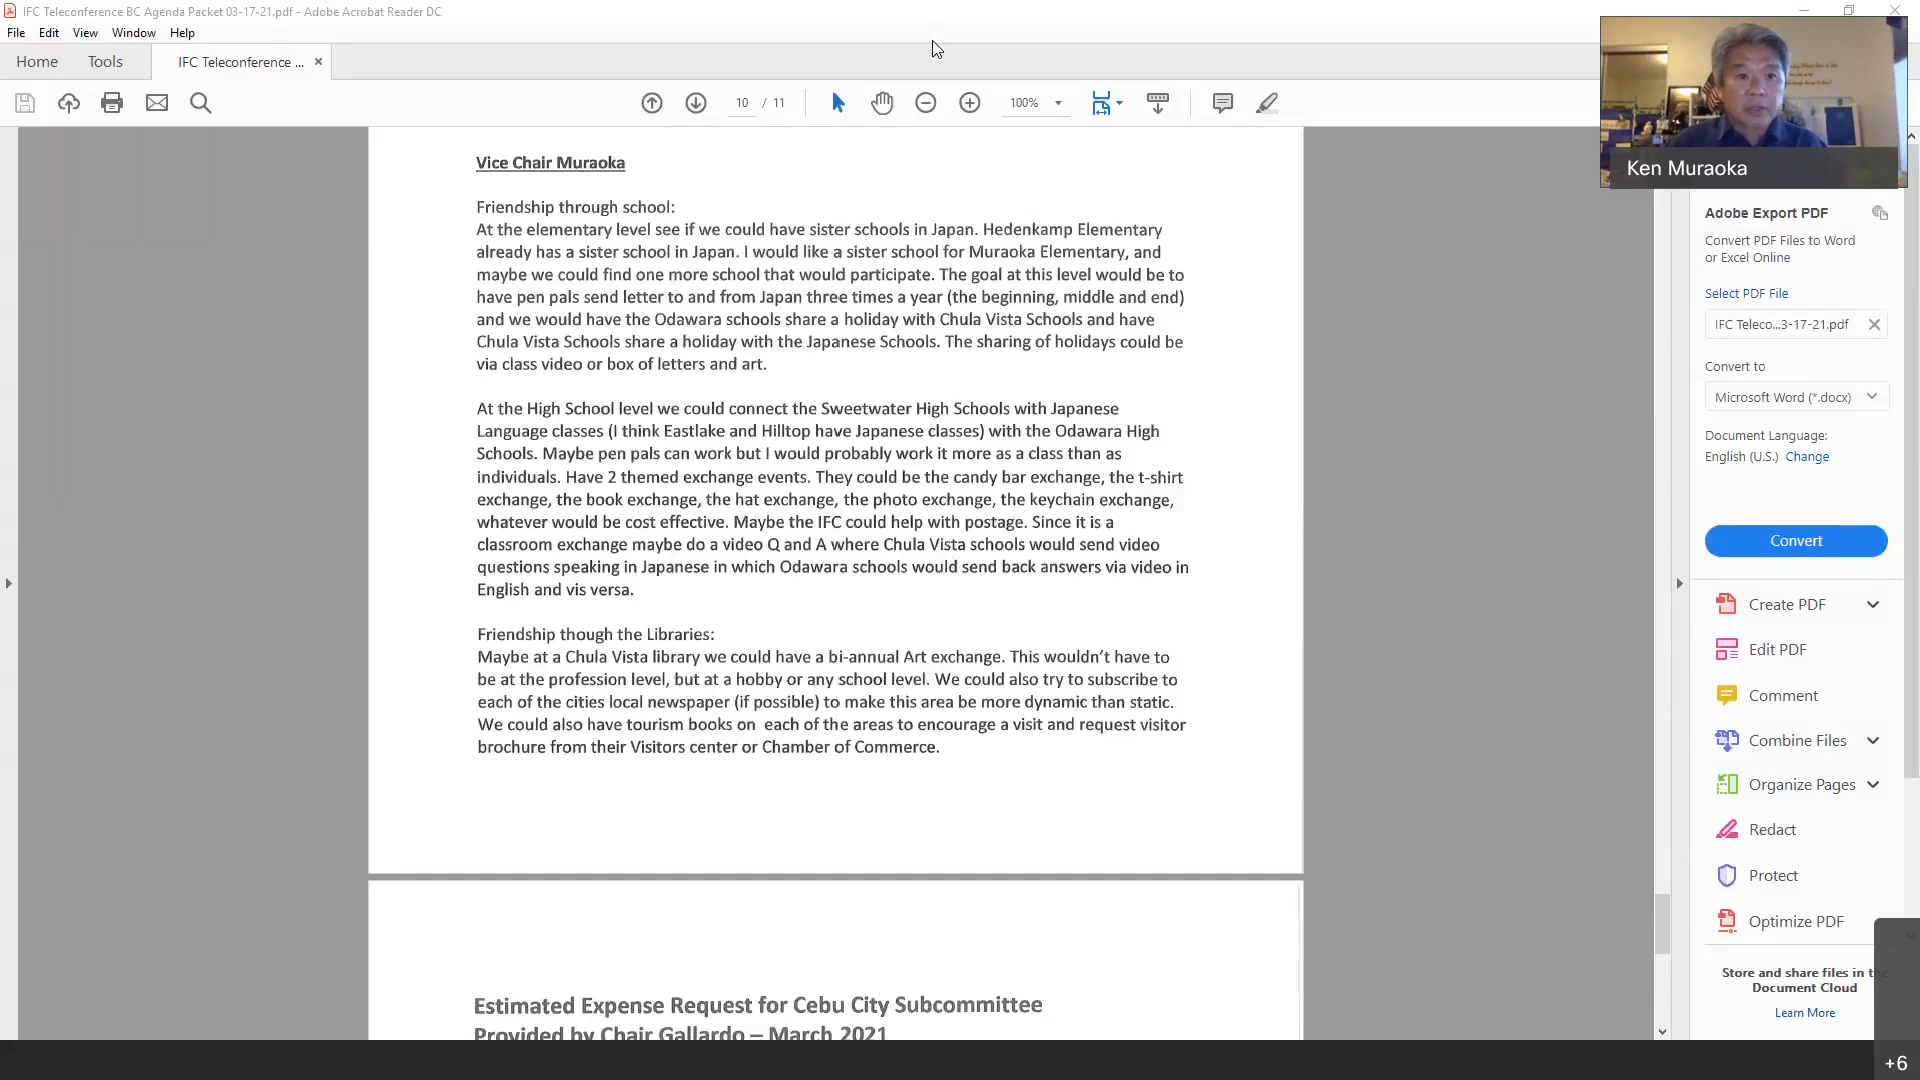 IFC Teleconference BC Agenda Packet 03-17-21.pdf - Adobe Acrobat Reader DC
File Edit View Window Help
Home Tools IFC Teleconference ... ×
10 / 11 100%
Ken Muraoka
Vice Chair Muraoka
Friendship through school:
At the elementary level see if we could have sister schools in Japan. Hedenkamp Elementary
already has a sister school in Japan. I would like a sister school for Muraoka Elementary, and
maybe we could find one more school that would participate. The goal at this level would be to
have pen pals send letter to and from Japan three times a year (the beginning, middle and end)
and we would have the Odawara schools share a holiday with Chula Vista Schools and have
Chula Vista Schools share a holiday with the Japanese Schools. The sharing of holidays could be
via class video or box of letters and art.
At the High School level we could connect the Sweetwater High Schools with Japanese
Language classes (I think Eastlake and Hilltop have Japanese classes) with the Odawara High
Schools. Maybe pen pals can work but I would probably work it more as a class than as
individuals. Have 2 themed exchange events. They could be the candy bar exchange, the t-shirt
exchange, the book exchange, the hat exchange, the photo exchange, the keychain exchange,
whatever would be cost effective. Maybe the IFC could help with postage. Since it is a
classroom exchange maybe do a video Q and A where Chula Vista schools would send video
questions speaking in Japanese in which Odawara schools would send back answers via video in
English and vis versa.
Friendship though the Libraries:
Maybe at a Chula Vista library we could have a bi-annual Art exchange. This wouldn't have to
be at the profession level, but at a hobby or any school level. We could also try to subscribe to
each of the cities local newspaper (if possible) to make this area be more dynamic than static.
We could also have tourism books on each of the areas to encourage a visit and request visitor
brochure from their Visitors center or Chamber of Commerce.
Estimated Expense Request for Cebu City Subcommittee
Provided by Chair Gallardo – March 2021
Adobe Export PDF
Convert PDF Files to Word
or Excel Online
Select PDF File
IFC Teleco...3-17-21.pdf
Convert to
Microsoft Word (*.docx)
Document Language:
English (U.S.) Change
Convert
Create PDF
Edit PDF
Comment
Combine Files
Organize Pages
Redact
Protect
Optimize PDF
Store and share files in the
Document Cloud
Learn More
+6